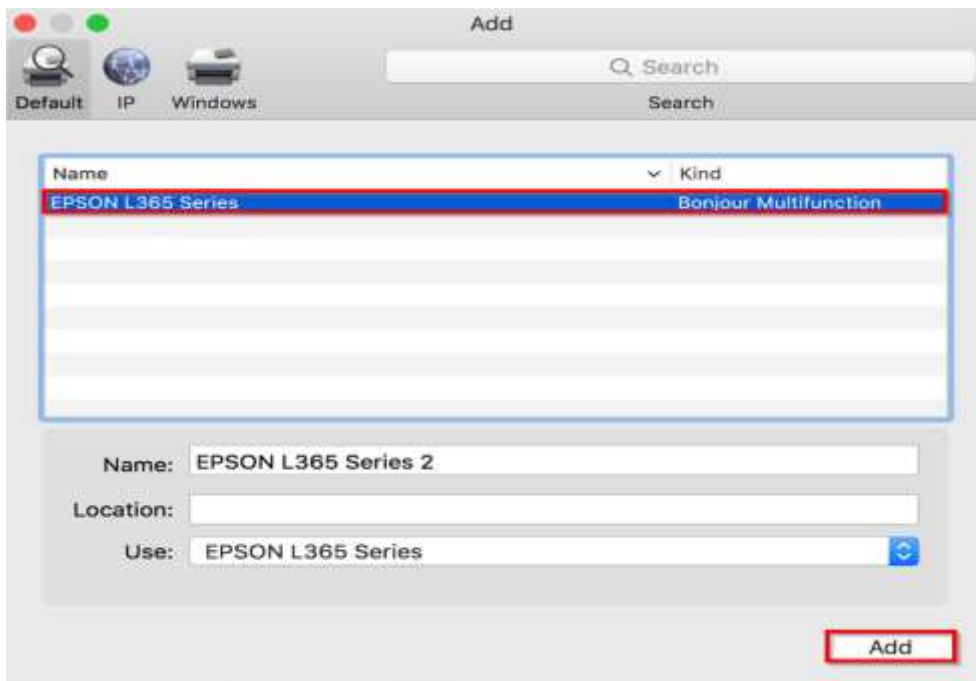 Add
Search
Default IP Windows Search
Name Kind
EPSON L365 Series Bonjour Multifunction
Name: EPSON L365 Series 2
Location:
Use: EPSON L365 Series
Add